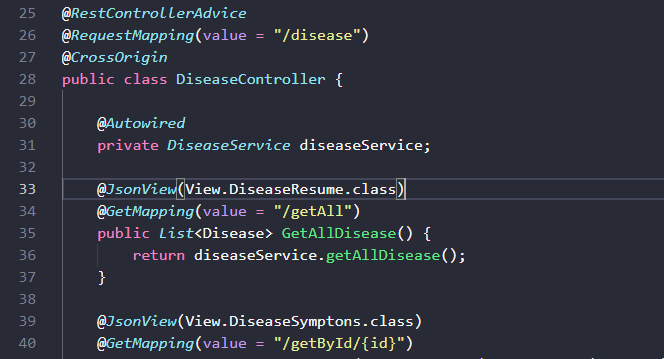 25 @RestControllerAdvice
26 @RequestMapping(value = "/disease")
27 @CrossOrigin
28 public class DiseaseController {
29
30 @Autowired
31 private DiseaseService diseaseService;
32
33 @JsonView(View.DiseaseResume.class)
34 @GetMapping(value = "/getAll")
35 public List<Disease> GetAllDisease() {
36 return diseaseService.getAllDisease();
37 }
38
39 @JsonView(View.DiseaseSymptons.class)
40 @GetMapping(value = "/getById/{id}")